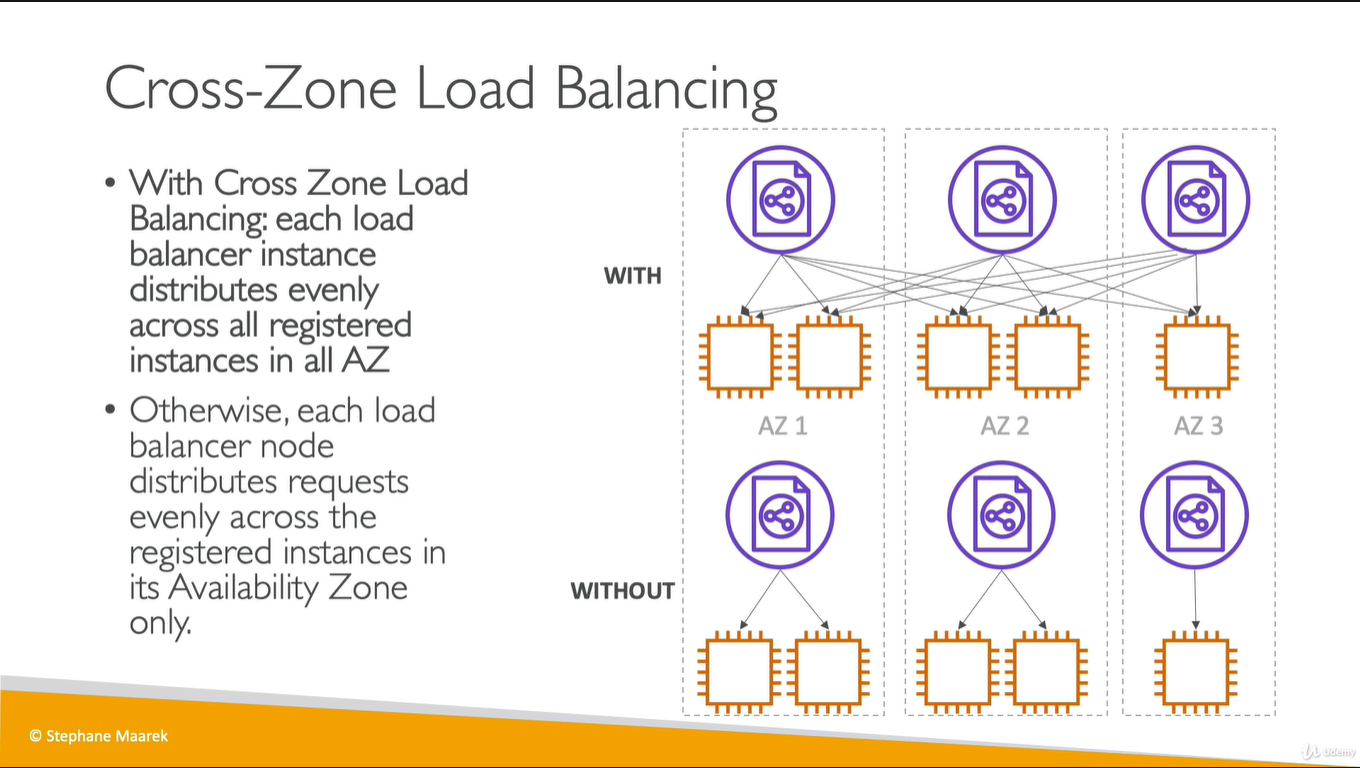 Cross-Zone Load Balancing
• With Cross Zone Load
Balancing: each load
balancer instance
distributes evenly
across all registered
instances in all AZ
• Otherwise, each load
balancer node
distributes requests
evenly across the
registered instances in
its Availability Zone
only.
WITH
AZ 1
AZ 2
AZ 3
WITHOUT
© Stephane Maarek
Udemy